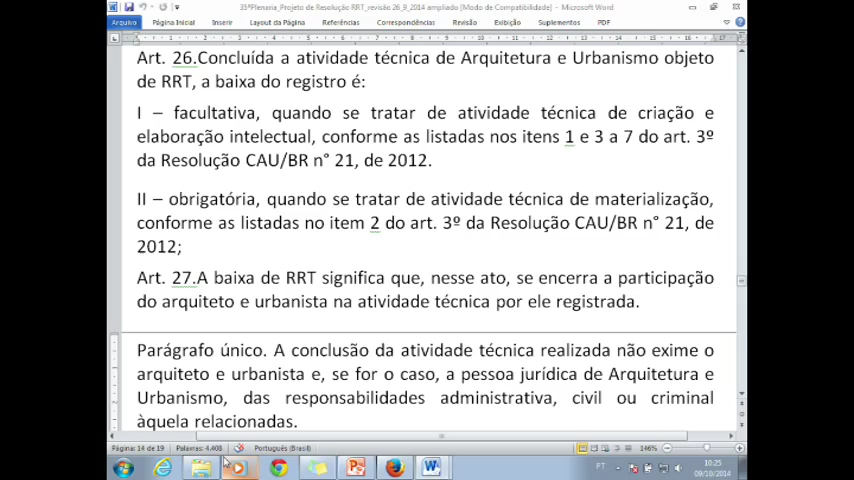 35ªPlenaria_Projeto de Resolução RRT_revisão 26_9_2014 ampliado [Modo de Compatibilidade] - Microsoft Word
Arquivo Página Inicial Inserir Layout da Página Referências Correspondências Revisão Exibição Suplementos PDF
Art. 26.Concluída a atividade técnica de Arquitetura e Urbanismo objeto
de RRT, a baixa do registro é:
I – facultativa, quando se tratar de atividade técnica de criação e
elaboração intelectual, conforme as listadas nos itens 1 e 3 a 7 do art. 3º
da Resolução CAU/BR n° 21, de 2012.
II – obrigatória, quando se tratar de atividade técnica de materialização,
conforme as listadas no item 2 do art. 3º da Resolução CAU/BR n° 21, de
2012;
Art. 27.A baixa de RRT significa que, nesse ato, se encerra a participação
do arquiteto e urbanista na atividade técnica por ele registrada.
Parágrafo único. A conclusão da atividade técnica realizada não exime o
arquiteto e urbanista e, se for o caso, a pessoa jurídica de Arquitetura e
Urbanismo, das responsabilidades administrativa, civil ou criminal
àquela relacionadas.
Página: 14 de 19 Palavras: 4.408 Português (Brasil) 146%
PT 10:25
09/10/2014